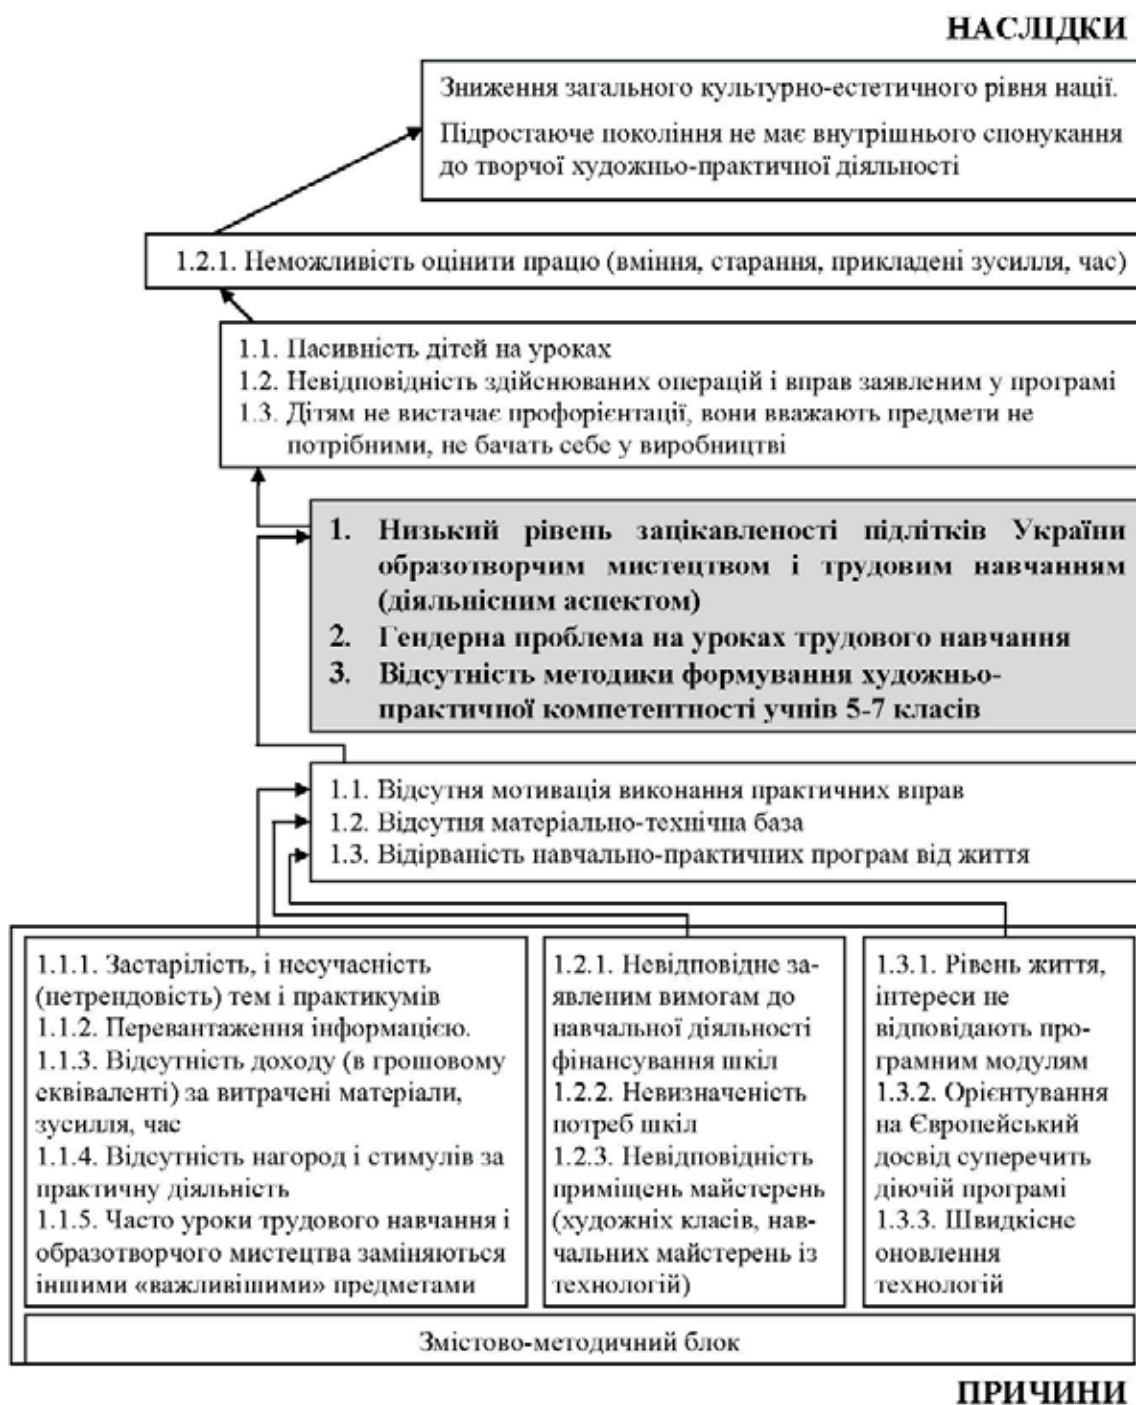 НАСЛІДКИ
Зниження загального культурно-естетичного рівня нації.
Підростаюче покоління не має внутрішнього спонукання
до творчої художньо-практичної діяльності
1.2.1. Неможливість оцінити працю (вміння, старання, прикладені зусилля, час)
1.1. Пасивність дітей на уроках
1.2. Невідповідність здійснюваних операцій і вправ заявленим у програмі
1.3. Дітям не вистачає профорієнтації, вони вважають предмети не
потрібними, не бачать себе у виробництві
1. Низький рівень зацікавленості підлітків України
образотворчим мистецтвом і трудовим навчанням
(діяльнісним аспектом)
2. Гендерна проблема на уроках трудового навчання
3. Відсутність методики формування художньо-
практичної компетентності учнів 5-7 класів
1.1. Відсутня мотивація виконання практичних вправ
1.2. Відсутня матеріально-технічна база
1.3. Відірваність навчально-практичних програм від життя
1.1.1. Застарілість, і несучасність
(нетрендовість) тем і практикумів
1.1.2. Перевантаження інформацією.
1.1.3. Відсутність доходу (в грошовому
еквіваленті) за витрачені матеріали,
зусилля, час
1.1.4. Відсутність нагород і стимулів за
практичну діяльність
1.1.5. Часто уроки трудового навчання і
образотворчого мистецтва заміняються
іншими «важливішими» предметами
1.2.1. Невідповідне за-
явленим вимогам до
навчальної діяльності
фінансування шкіл
1.2.2. Невизначеність
потреб шкіл
1.2.3. Невідповідність
приміщень майстерень
(художніх класів, нав-
чальних майстерень із
технологій)
1.3.1. Рівень життя,
інтереси не
відповідають про-
грамним модулям
1.3.2. Орієнтування
на Європейський
досвід суперечить
діючій програмі
1.3.3. Швидкісне
оновлення
технологій
Змістово-методичний блок
ПРИЧИНИ